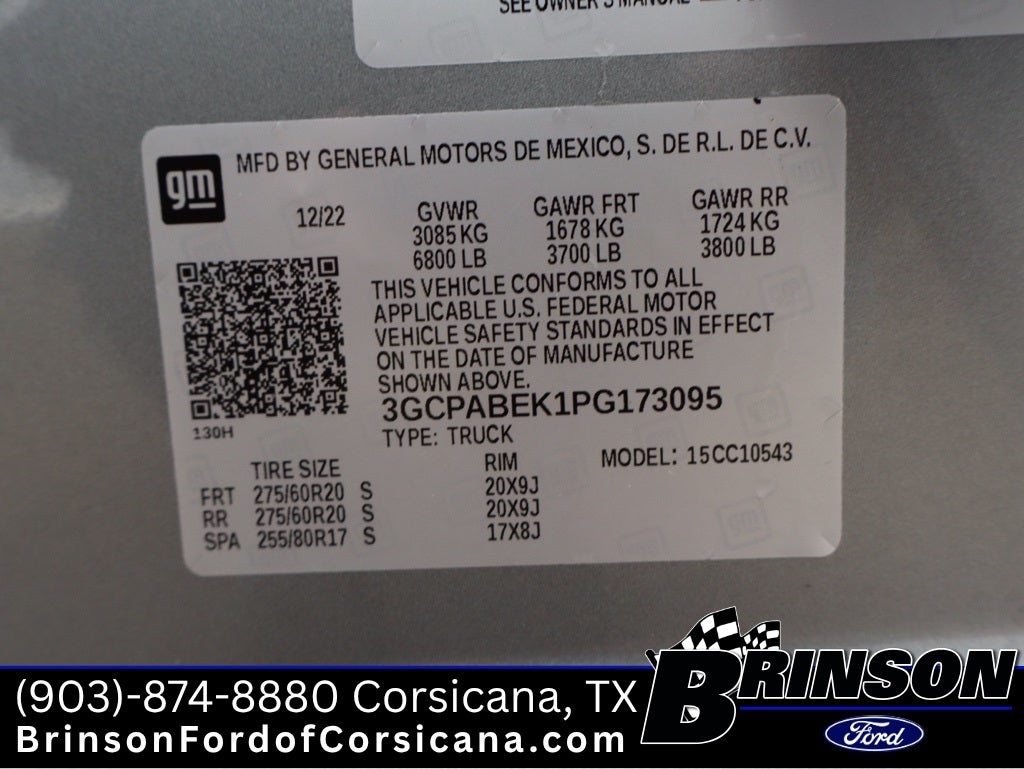 SEE OWNER'S MANUAL
gm
MFD BY GENERAL MOTORS DE MEXICO, S. DE R.L. DE C.V.
12/22 GVWR GAWR FRT GAWR RR
3085 KG 1678 KG 1724 KG
6800 LB 3700 LB 3800 LB
THIS VEHICLE CONFORMS TO ALL
APPLICABLE U.S. FEDERAL MOTOR
VEHICLE SAFETY STANDARDS IN EFFECT
ON THE DATE OF MANUFACTURE
SHOWN ABOVE.
3GCPABEK1PG173095
130H
TYPE: TRUCK
TIRE SIZE RIM MODEL: 15CC10543
FRT 275/60R20 S 20X9J
RR 275/60R20 S 20X9J
SPA 255/80R17 S 17X8J
(903)-874-8880 Corsicana, TX
BrinsonFordofCorsicana.com
BRINSON
Ford